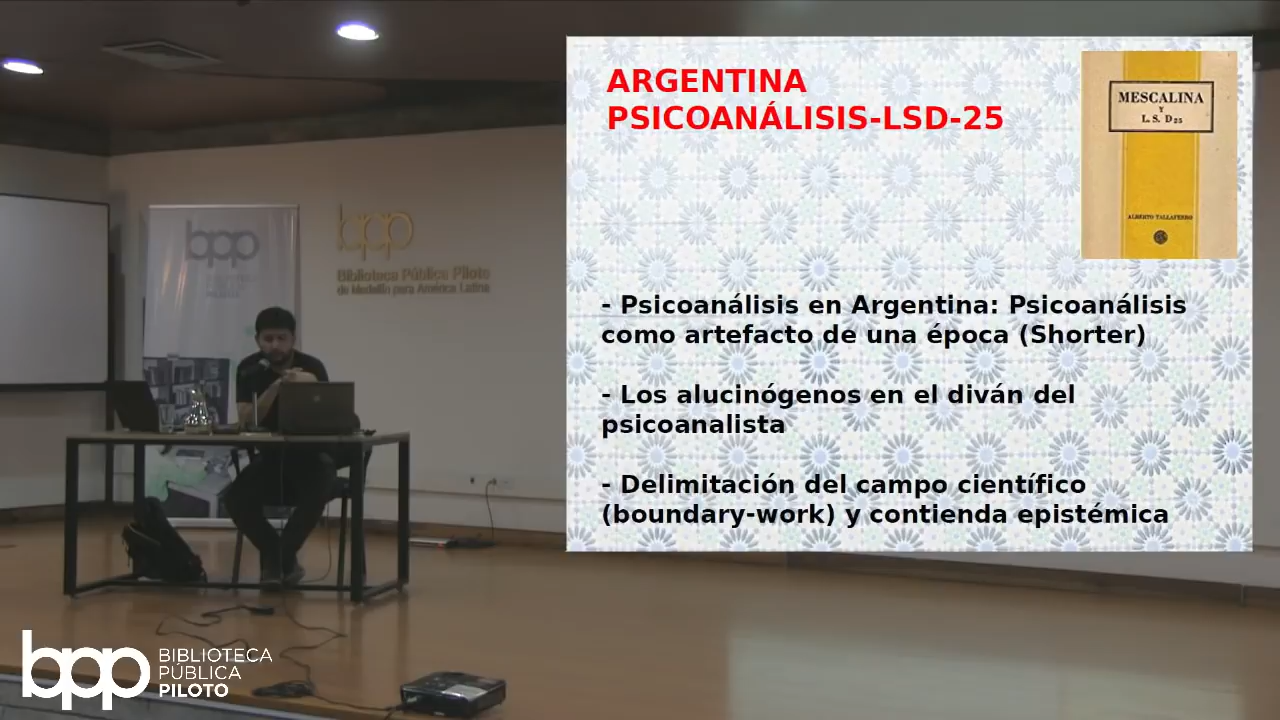 ARGENTINA
PSICOANÁLISIS-LSD-25
MESCALINA
Y
L. S. D25
ALBERTO TALLAFERRO
- Psicoanálisis en Argentina: Psicoanálisis
como artefacto de una época (Shorter)
- Los alucinógenos en el diván del
psicoanalista
- Delimitación del campo científico
(boundary-work) y contienda epistémica
bpp
bpp
Biblioteca Pública Piloto
de Medellín para América Latina
bpp
BIBLIOTECA
PÚBLICA
PILOTO